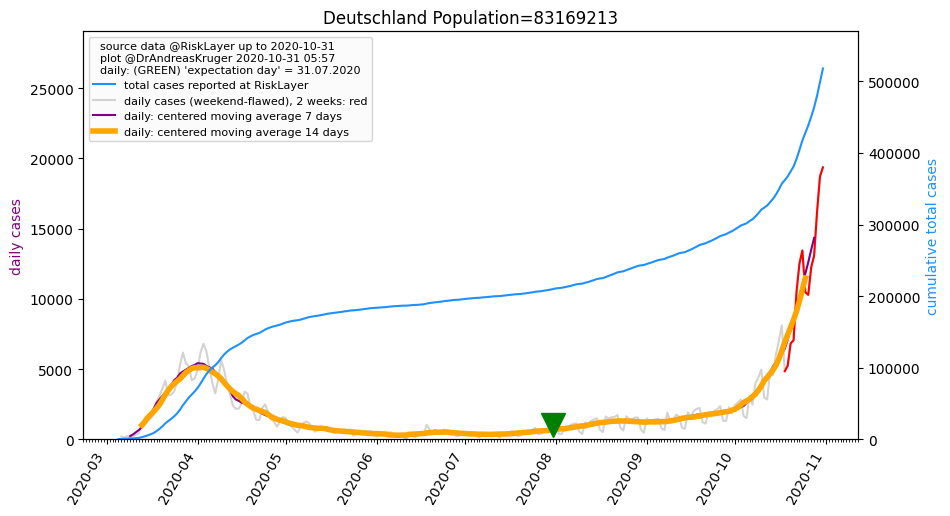 Deutschland Population=83169213
source data @RiskLayer up to 2020-10-31
plot @DrAndreasKruger 2020-10-31 05:57
daily: (GREEN) 'expectation day' = 31.07.2020
total cases reported at RiskLayer
daily cases (weekend-flawed), 2 weeks: red
daily: centered moving average 7 days
daily: centered moving average 14 days
daily cases
25000
20000
15000
10000
5000
0
500000
400000
300000
200000
100000
0
cumulative total cases
2020-03
2020-04
2020-05
2020-06
2020-07
2020-08
2020-09
2020-10
2020-11